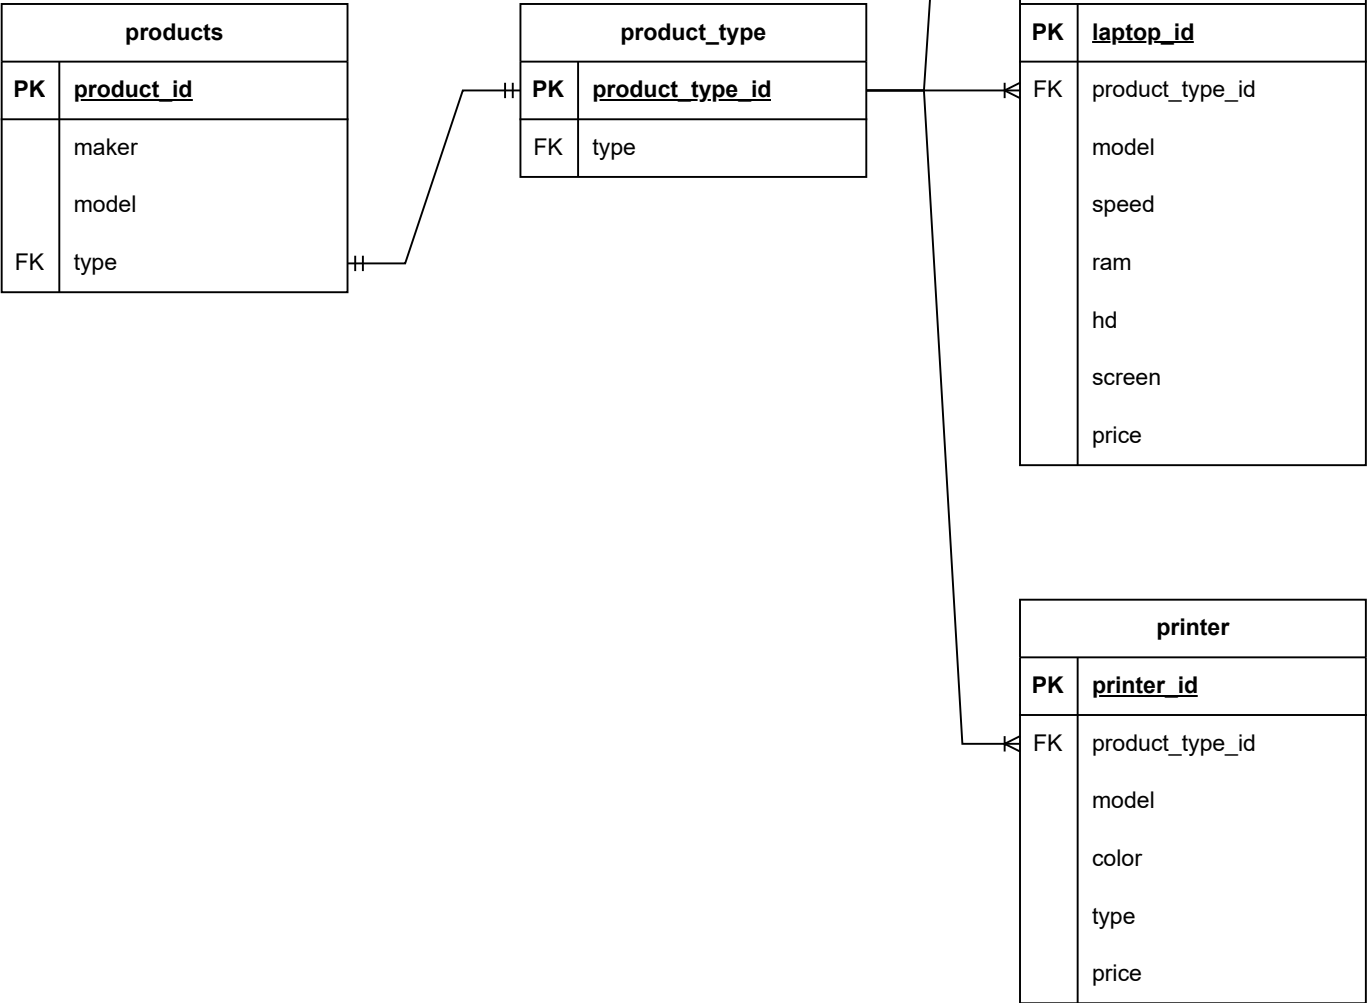 products
PK product_id
maker
model
FK type
product_type
PK product_type_id
FK type
PK laptop_id
FK product_type_id
model
speed
ram
hd
screen
price
printer
PK printer_id
FK product_type_id
model
color
type
price